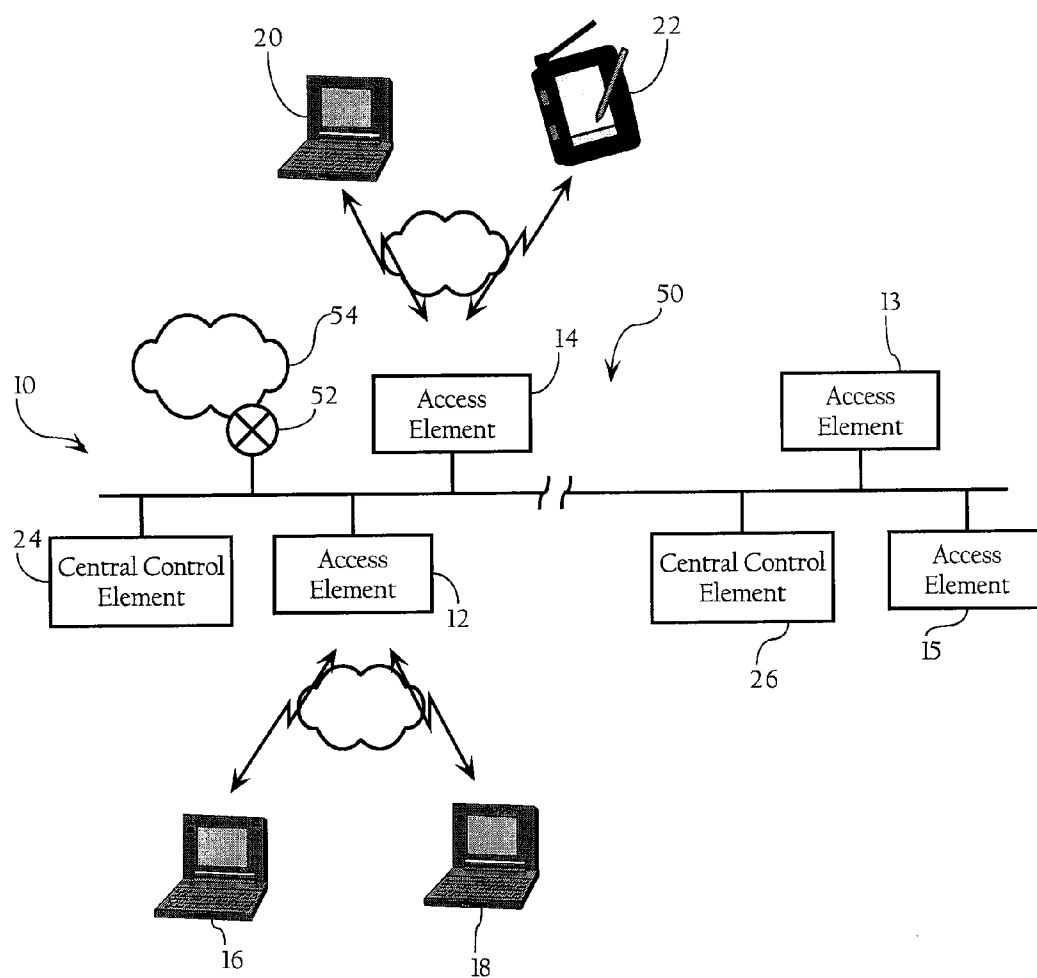 20
22
54
50
13
14
10
52
Access
Element
Access
Element
24
Central Control
Element
Access
Element
12
Central Control
Element
26
Access
Element
15
16
18